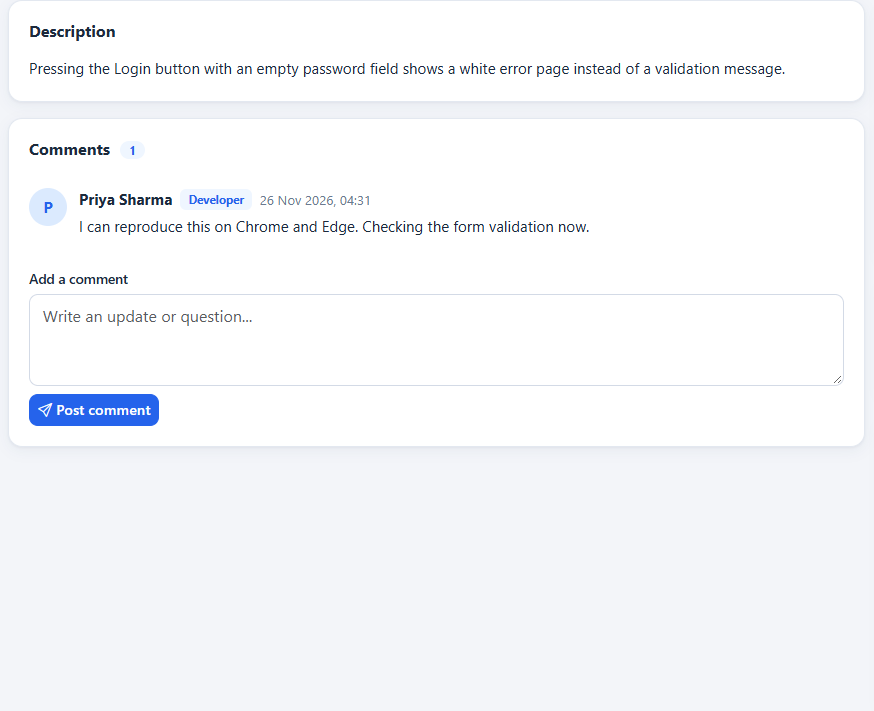 Description
Pressing the Login button with an empty password field shows a white error page instead of a validation message.
Comments 1
P
Priya Sharma Developer 26 Nov 2026, 04:31
I can reproduce this on Chrome and Edge. Checking the form validation now.
Add a comment
Write an update or question...
Post comment